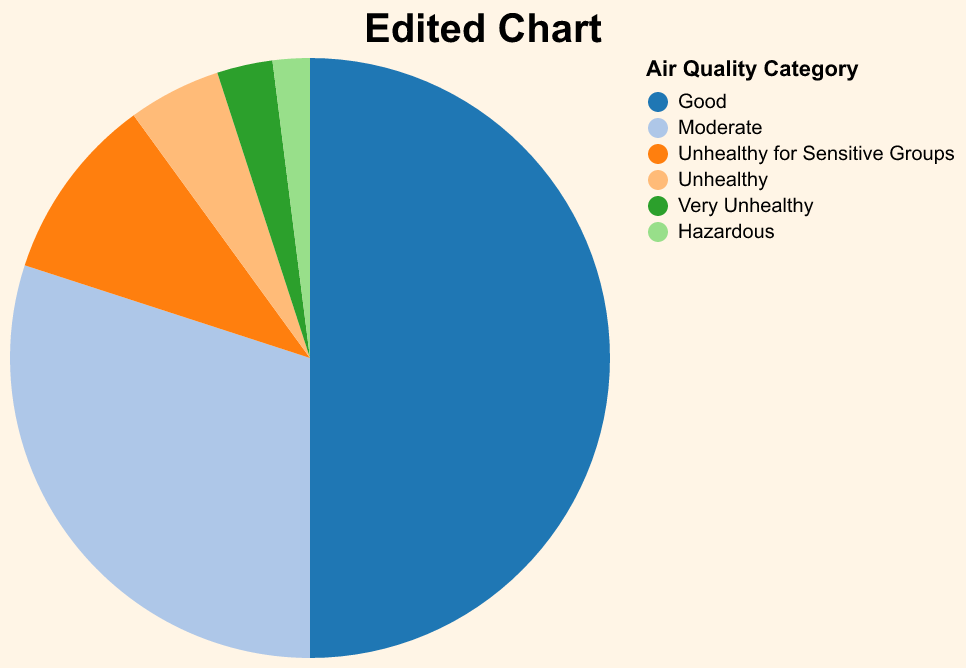 Edited Chart
Air Quality Category
Good
Moderate
Unhealthy for Sensitive Groups
Unhealthy
Very Unhealthy
Hazardous